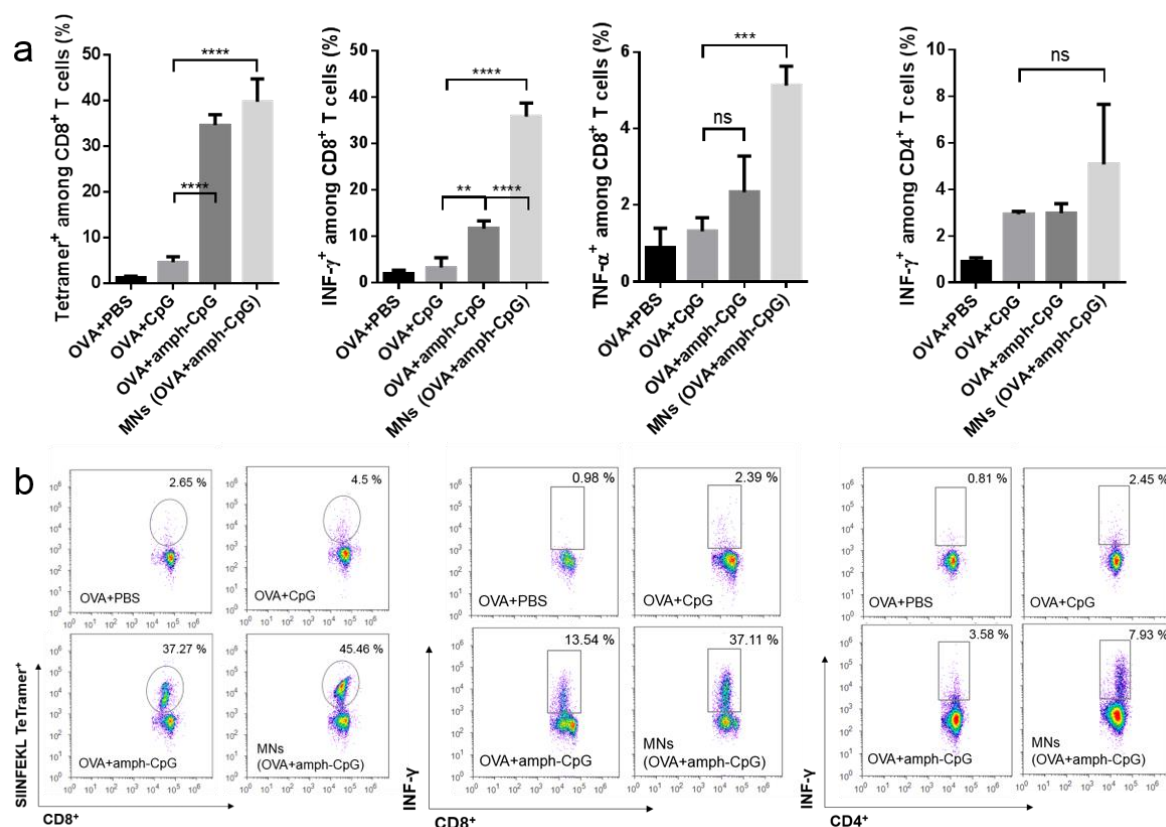 a
Tetramer⁺ among CD8⁺ T cells (%)
50
40
30
20
10
0
****
****
OVA+PBS
OVA+CpG
OVA+amph-CpG
MNs (OVA+amph-CpG)
INF-γ⁺ among CD8⁺ T cells (%)
50
40
30
20
10
0
****
**
****
OVA+PBS
OVA+CpG
OVA+amph-CpG
MNs (OVA+amph-CpG)
TNF-α⁺ among CD8⁺ T cells (%)
6
4
2
0
***
ns
OVA+PBS
OVA+CpG
OVA+amph-CpG
MNs (OVA+amph-CpG)
INF-γ⁺ among CD4⁺ T cells (%)
10
8
6
4
2
0
ns
OVA+PBS
OVA+CpG
OVA+amph-CpG
MNs (OVA+amph-CpG)
b
2.65 %
OVA+PBS
4.5 %
OVA+CpG
37.27 %
OVA+amph-CpG
45.46 %
MNs
(OVA+amph-CpG)
SIINFEKL TeTramer⁺
CD8⁺
0.98 %
OVA+PBS
2.39 %
OVA+CpG
13.54 %
OVA+amph-CpG
37.11 %
MNs
(OVA+amph-CpG)
INF-γ
CD8⁺
0.81 %
OVA+PBS
2.45 %
OVA+CpG
3.58 %
OVA+amph-CpG
7.93 %
MNs
(OVA+amph-CpG)
INF-γ
CD4⁺